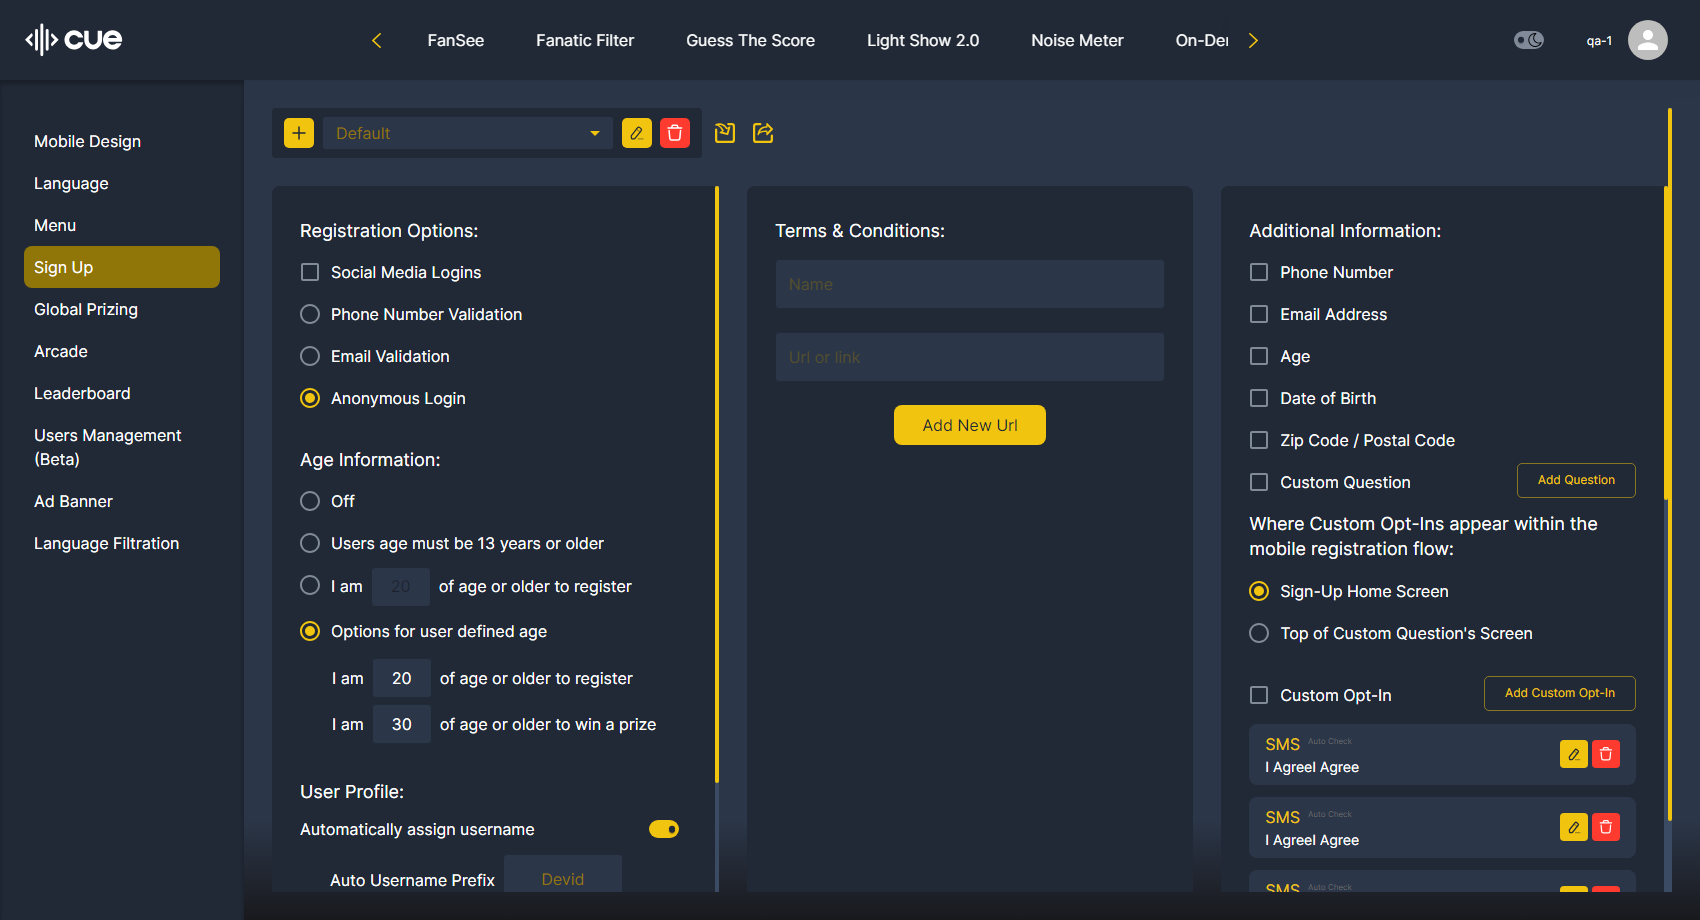 cue
FanSee
Fanatic Filter
Guess The Score
Light Show 2.0
Noise Meter
On-Der
qa-1
Mobile Design
Language
Menu
Sign Up
Global Prizing
Arcade
Leaderboard
Users Management
(Beta)
Ad Banner
Language Filtration
Default
Registration Options:
Social Media Logins
Phone Number Validation
Email Validation
Anonymous Login
Age Information:
Off
Users age must be 13 years or older
I am 20 of age or older to register
Options for user defined age
I am 20 of age or older to register
I am 30 of age or older to win a prize
User Profile:
Automatically assign username
Auto Username Prefix Devid
Terms & Conditions:
Name
Url or link
Add New Url
Additional Information:
Phone Number
Email Address
Age
Date of Birth
Zip Code / Postal Code
Custom Question
Add Question
Where Custom Opt-Ins appear within the
mobile registration flow:
Sign-Up Home Screen
Top of Custom Question's Screen
Custom Opt-In
Add Custom Opt-In
SMS Auto Check
I AgreeI Agree
SMS Auto Check
I AgreeI Agree
SMS Auto Check